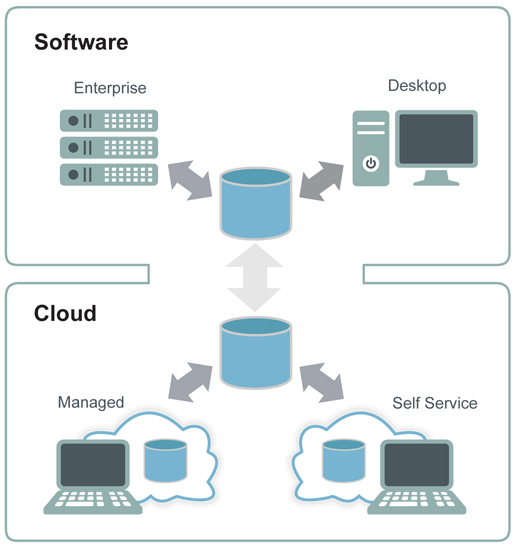 Software
Enterprise
Desktop
Cloud
Managed
Self Service